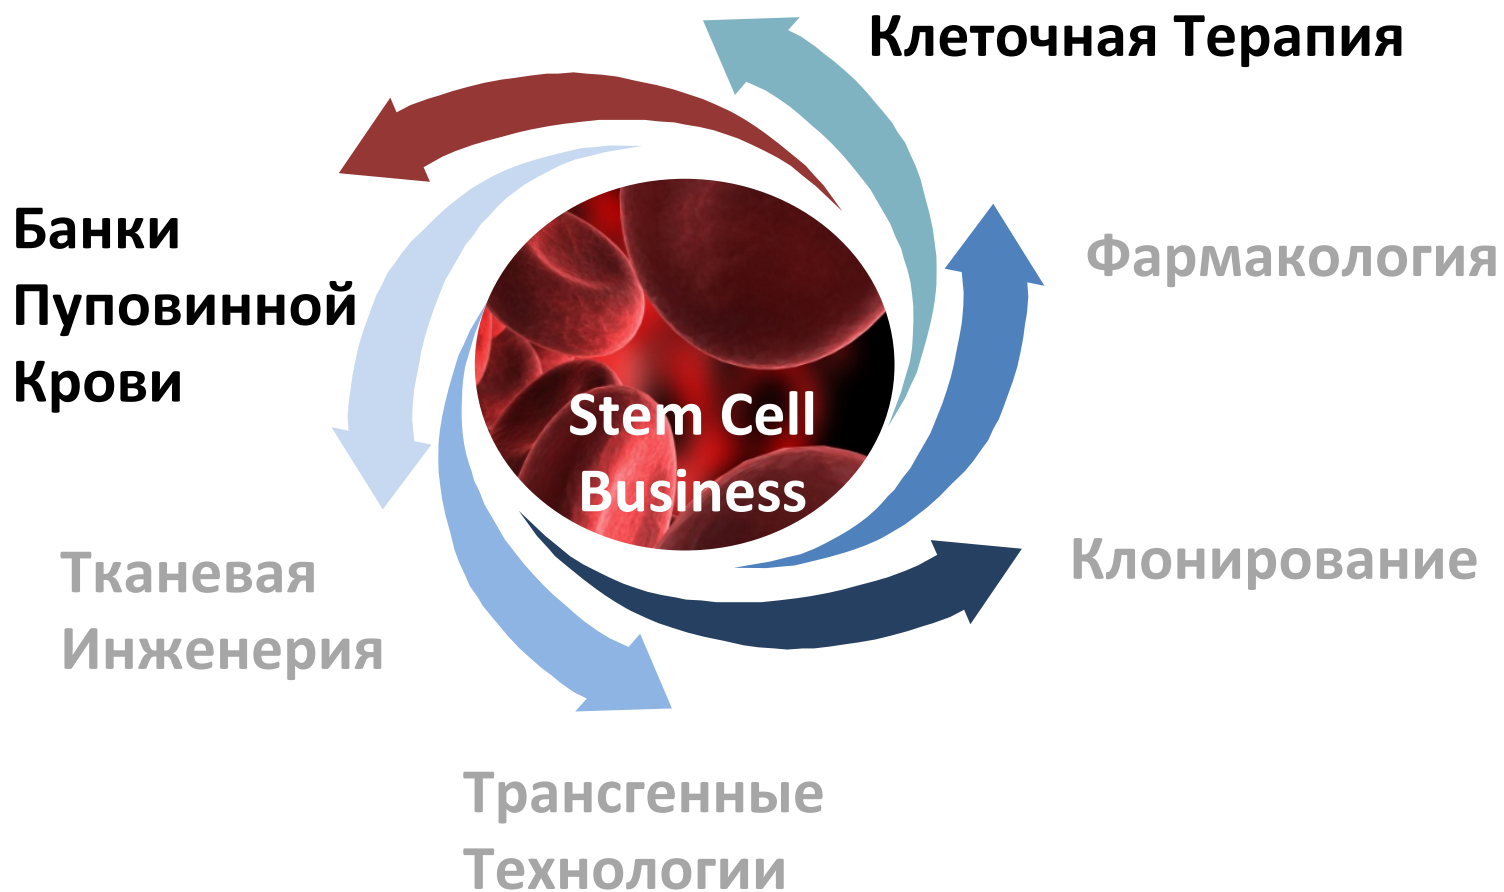 Клеточная Терапия
Банки
Пуповинной
Крови
Фармакология
Stem Cell
Business
Клонирование
Тканевая
Инженерия
Трансгенные
Технологии